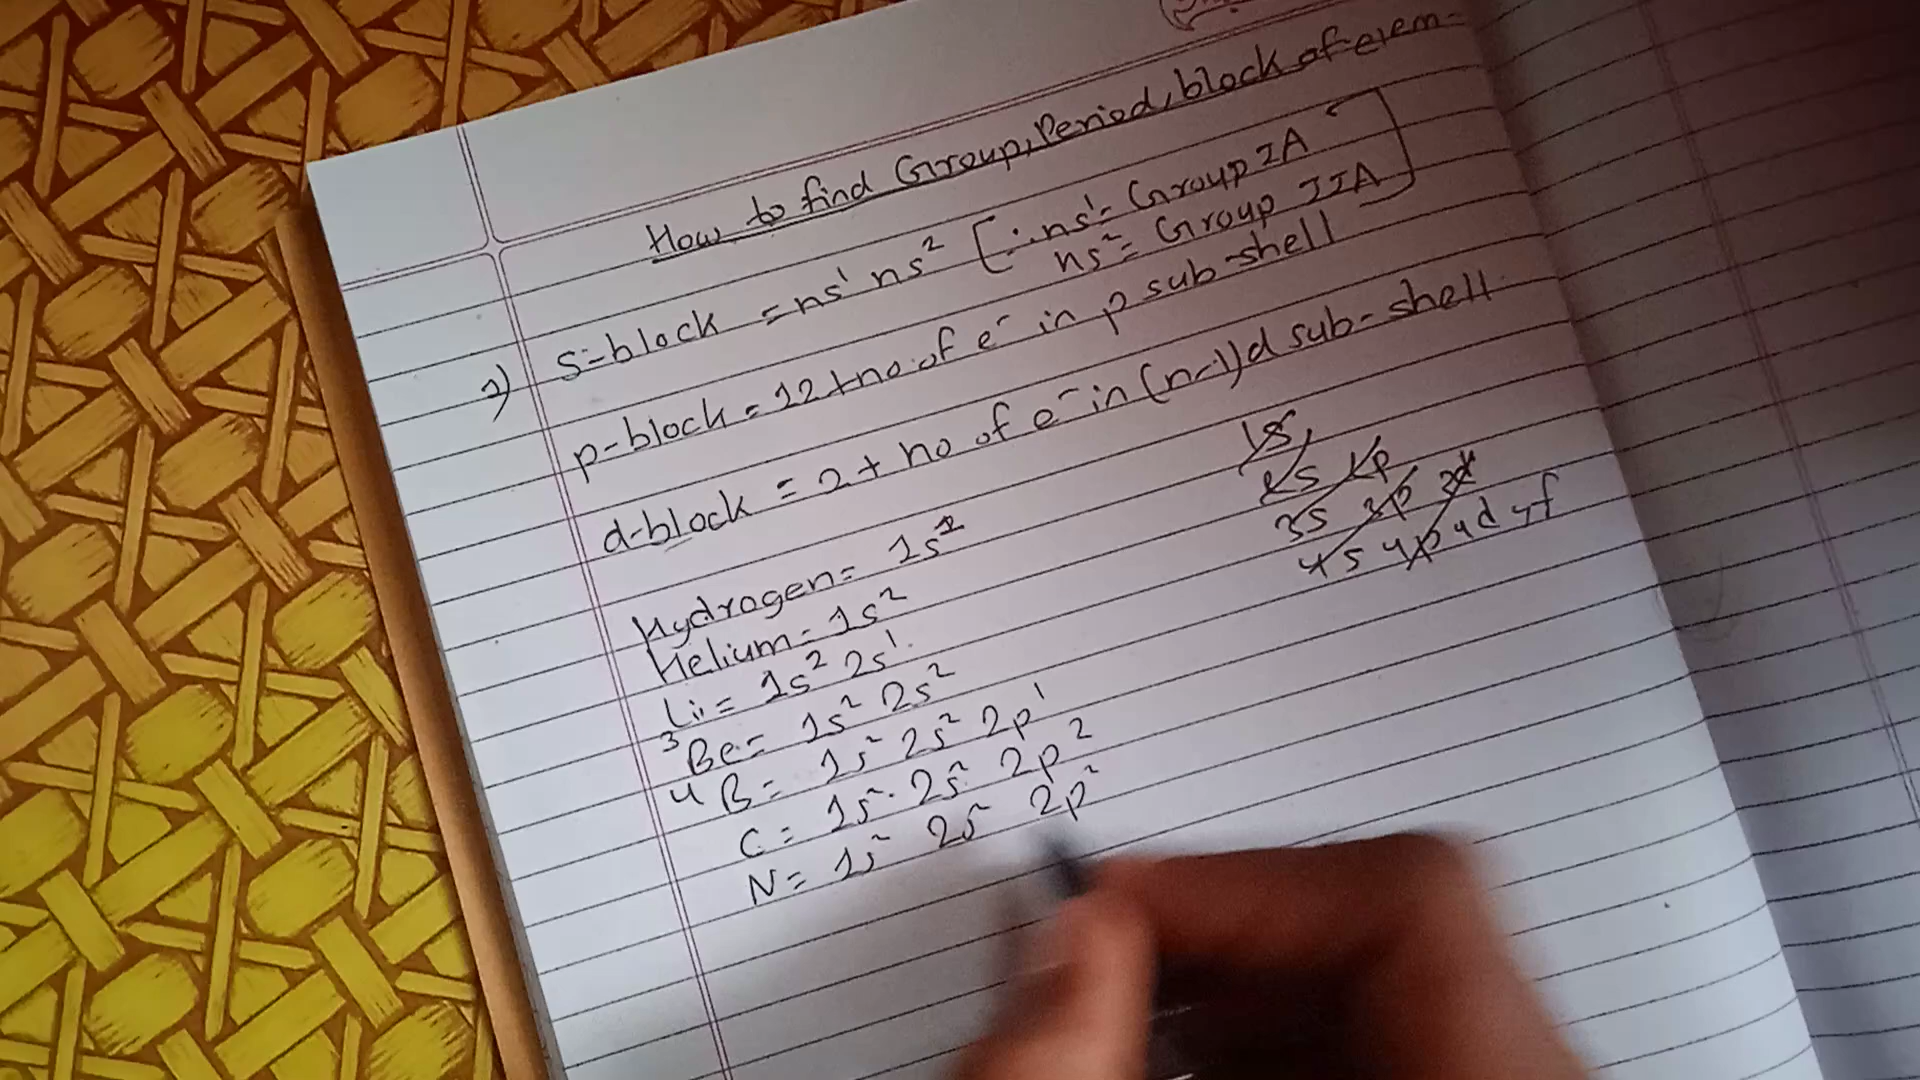 How to find Group, Period, block of elem-
1) s-block = ns¹ ns² [∴ ns¹= Group IA
ns²= Group IIA]
p-block = 12 + no. of e⁻ in p sub-shell
d-block = 2 + no of e⁻ in (n-1)d sub-shell
1s
2s 2p
3s 3p 3d
4s 4p 4d 4f
Hydrogen = 1s¹
Helium = 1s²
3 Li = 1s² 2s¹
4 Be = 1s² 2s²
B = 1s² 2s² 2p¹
C = 1s² 2s² 2p²
N = 1s² 2s² 2p²